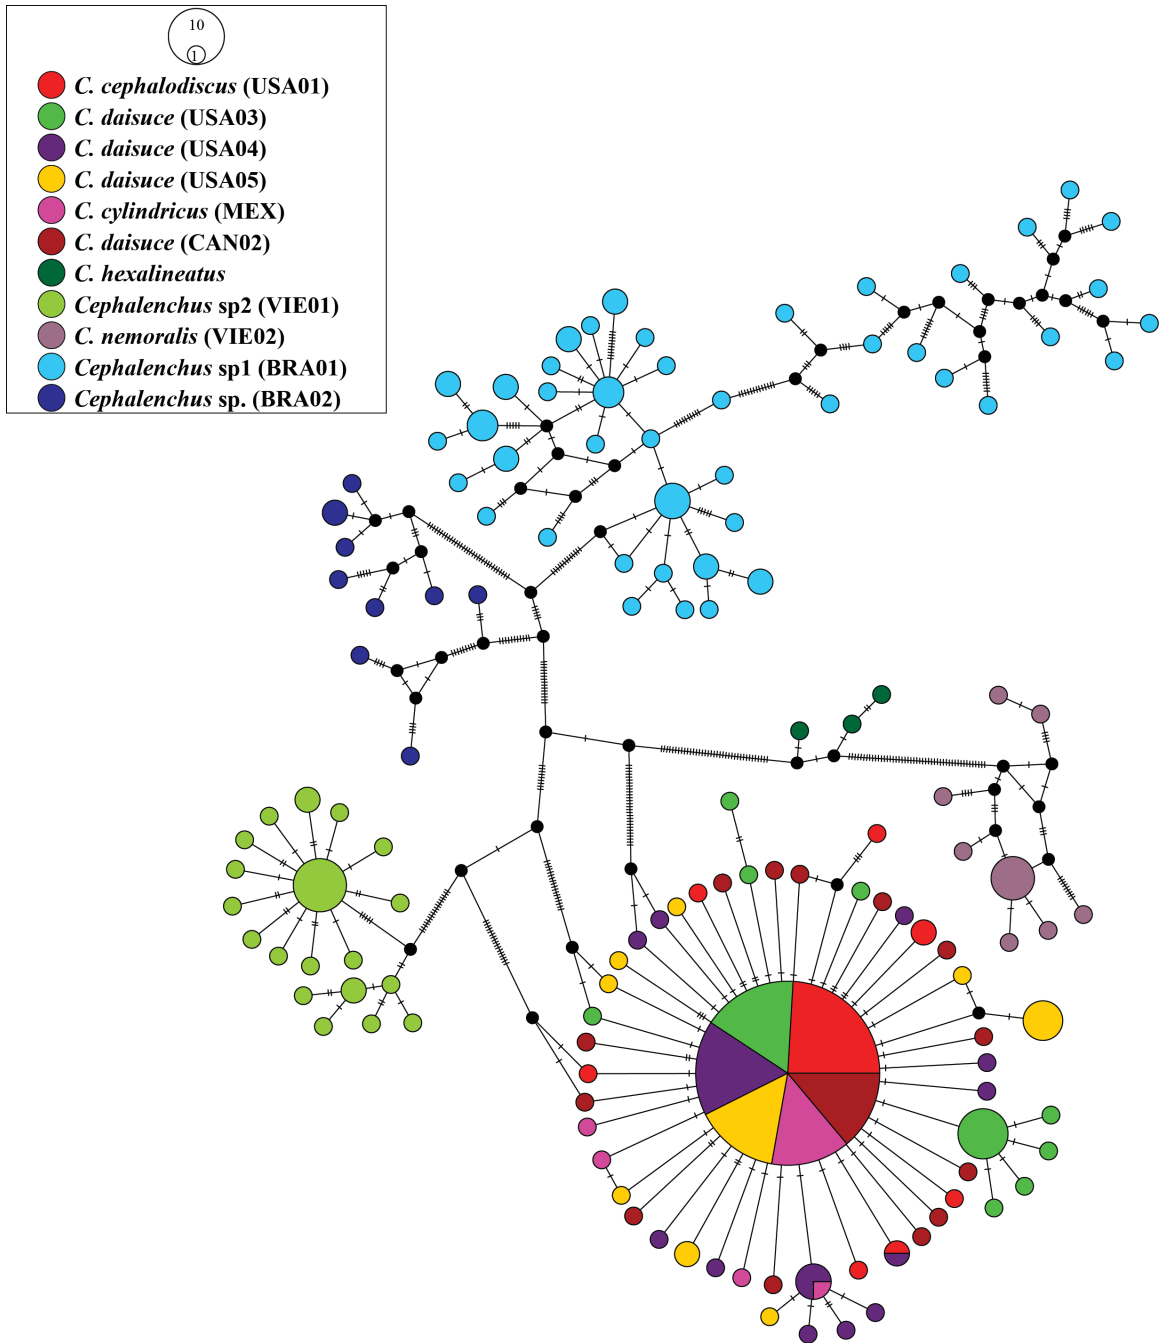 10
1
C. cephalodiscus (USA01)
C. daisuce (USA03)
C. daisuce (USA04)
C. daisuce (USA05)
C. cylindricus (MEX)
C. daisuce (CAN02)
C. hexalineatus
Cephalenchus sp2 (VIE01)
C. nemoralis (VIE02)
Cephalenchus sp1 (BRA01)
Cephalenchus sp. (BRA02)